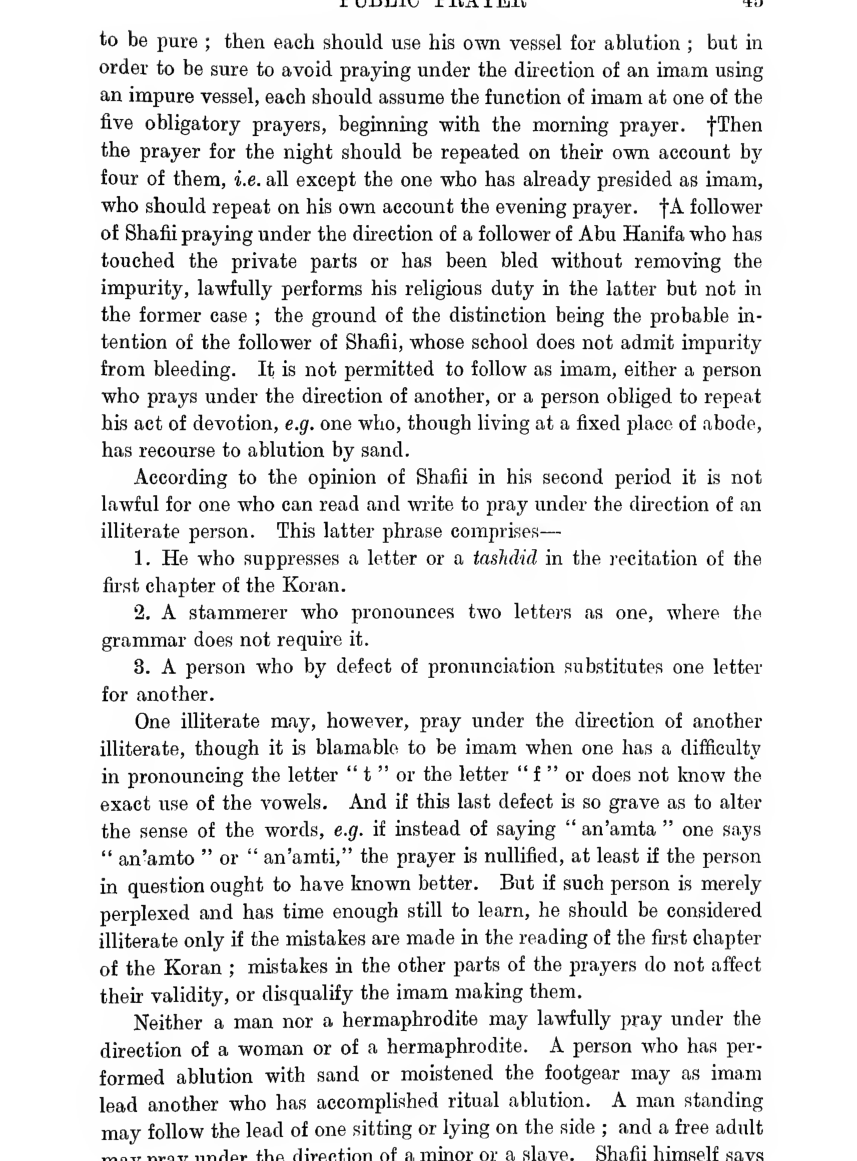 PUBLIC PRAYER 45
to be pure ; then each should use his own vessel for ablution ; but in
order to be sure to avoid praying under the direction of an imam using
an impure vessel, each should assume the function of imam at one of the
five obligatory prayers, beginning with the morning prayer. †Then
the prayer for the night should be repeated on their own account by
four of them, i.e. all except the one who has already presided as imam,
who should repeat on his own account the evening prayer. †A follower
of Shafii praying under the direction of a follower of Abu Hanifa who has
touched the private parts or has been bled without removing the
impurity, lawfully performs his religious duty in the latter but not in
the former case ; the ground of the distinction being the probable in-
tention of the follower of Shafii, whose school does not admit impurity
from bleeding. It is not permitted to follow as imam, either a person
who prays under the direction of another, or a person obliged to repeat
his act of devotion, e.g. one who, though living at a fixed place of abode,
has recourse to ablution by sand.
According to the opinion of Shafii in his second period it is not
lawful for one who can read and write to pray under the direction of an
illiterate person. This latter phrase comprises—
1. He who suppresses a letter or a tashdid in the recitation of the
first chapter of the Koran.
2. A stammerer who pronounces two letters as one, where the
grammar does not require it.
3. A person who by defect of pronunciation substitutes one letter
for another.
One illiterate may, however, pray under the direction of another
illiterate, though it is blamable to be imam when one has a difficulty
in pronouncing the letter “ t ” or the letter “ f ” or does not know the
exact use of the vowels. And if this last defect is so grave as to alter
the sense of the words, e.g. if instead of saying “ an’amta ” one says
“ an’amto ” or “ an’amti,” the prayer is nullified, at least if the person
in question ought to have known better. But if such person is merely
perplexed and has time enough still to learn, he should be considered
illiterate only if the mistakes are made in the reading of the first chapter
of the Koran ; mistakes in the other parts of the prayers do not affect
their validity, or disqualify the imam making them.
Neither a man nor a hermaphrodite may lawfully pray under the
direction of a woman or of a hermaphrodite. A person who has per-
formed ablution with sand or moistened the footgear may as imam
lead another who has accomplished ritual ablution. A man standing
may follow the lead of one sitting or lying on the side ; and a free adult
may pray under the direction of a minor or a slave. Shafii himself says